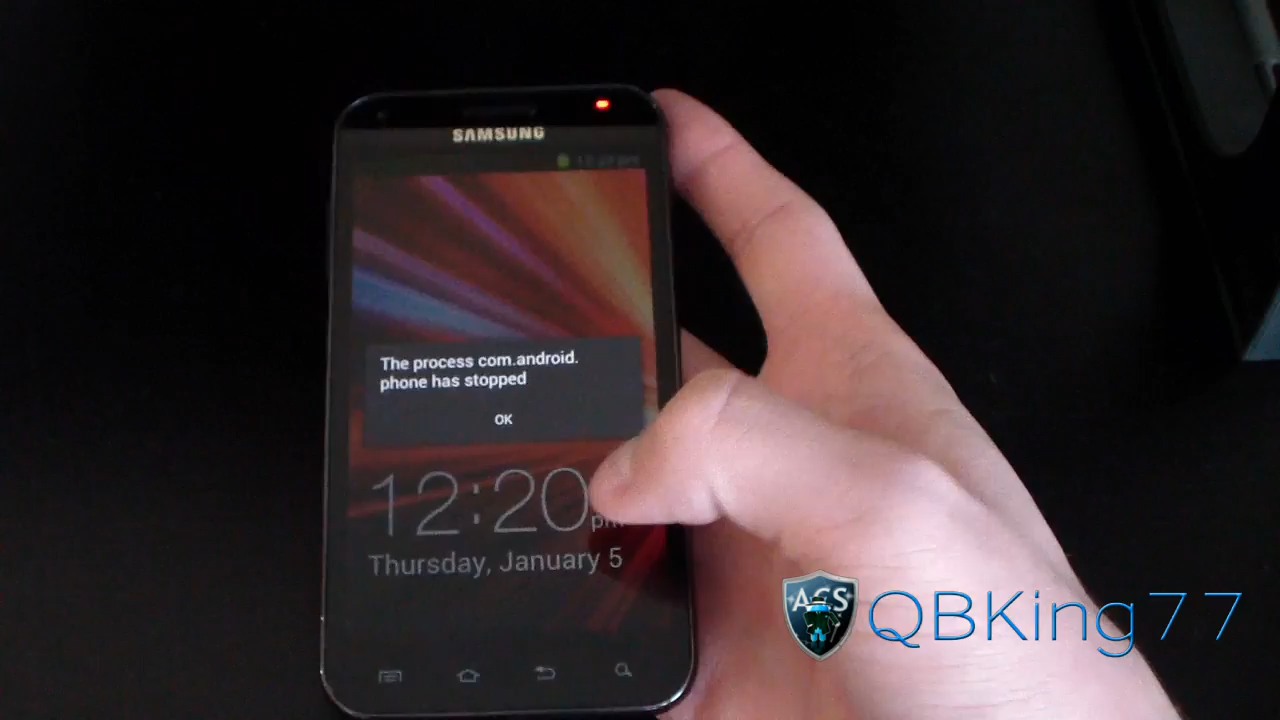 SAMSUNG
The process com.android.
phone has stopped
OK
12:20
pm
Thursday, January 5
ACS
QBKing77